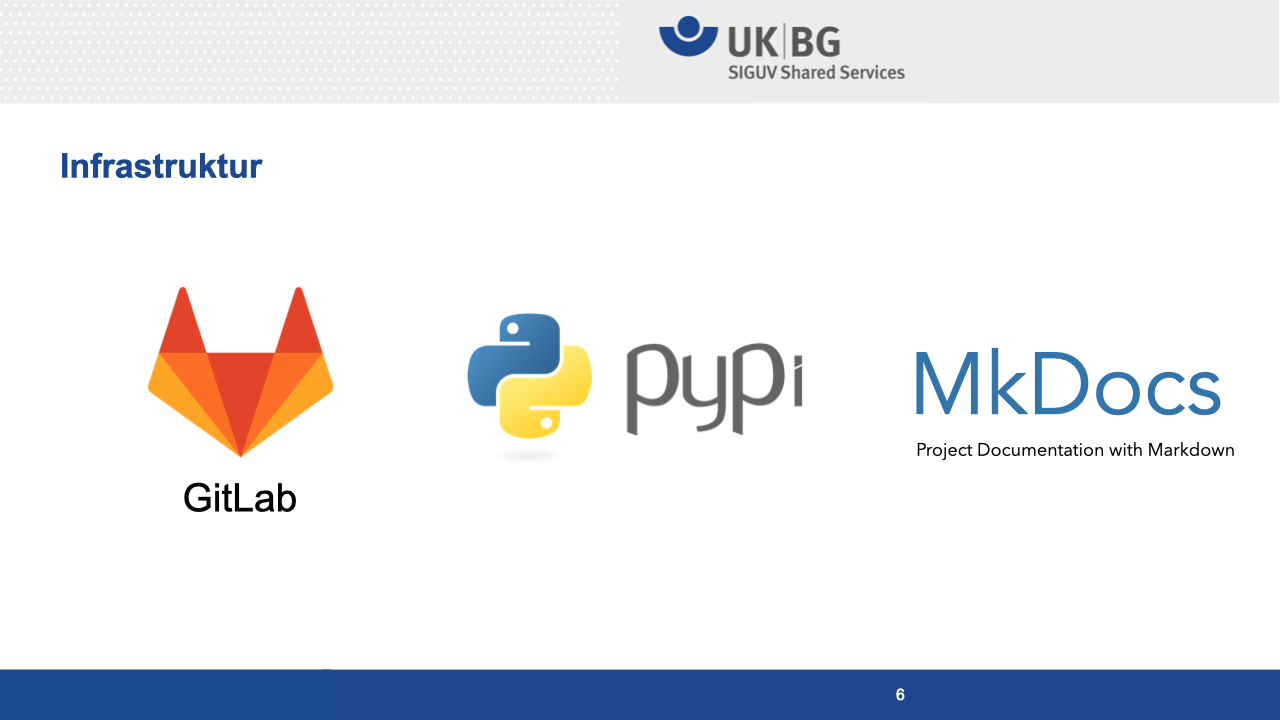 UK|BG
SIGUV Shared Services
Infrastruktur
GitLab
pypi
MkDocs
Project Documentation with Markdown
6